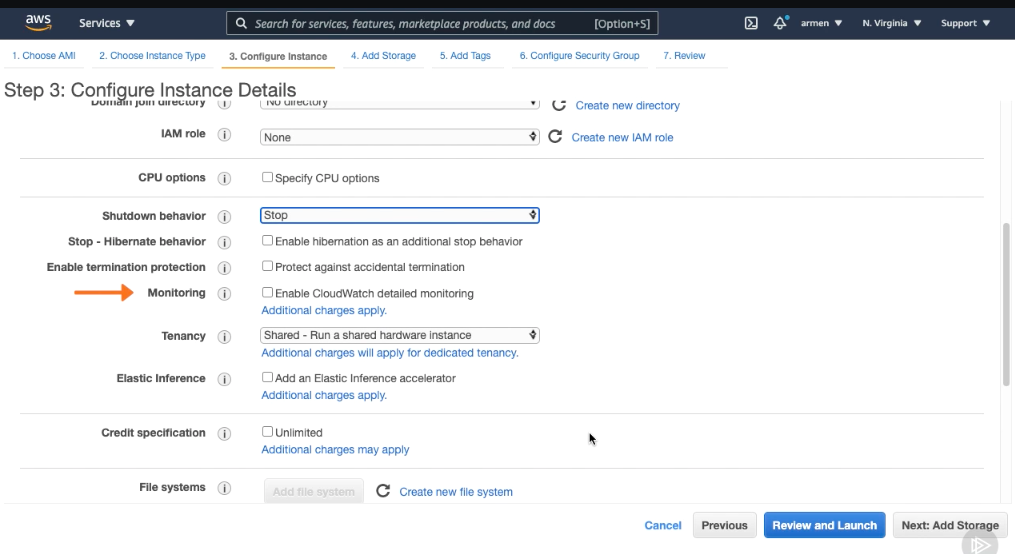 aws
Services
Search for services, features, marketplace products, and docs [Option+S]
armen
N. Virginia
Support
1. Choose AMI
2. Choose Instance Type
3. Configure Instance
4. Add Storage
5. Add Tags
6. Configure Security Group
7. Review
Step 3: Configure Instance Details
Domain join directory i No directory Create new directory
IAM role i None Create new IAM role
CPU options i Specify CPU options
Shutdown behavior i Stop
Stop - Hibernate behavior i Enable hibernation as an additional stop behavior
Enable termination protection i Protect against accidental termination
Monitoring i Enable CloudWatch detailed monitoring
Additional charges apply.
Tenancy i Shared - Run a shared hardware instance
Additional charges will apply for dedicated tenancy.
Elastic Inference i Add an Elastic Inference accelerator
Additional charges apply.
Credit specification i Unlimited
Additional charges may apply
File systems i Add file system Create new file system
Cancel
Previous
Review and Launch
Next: Add Storage